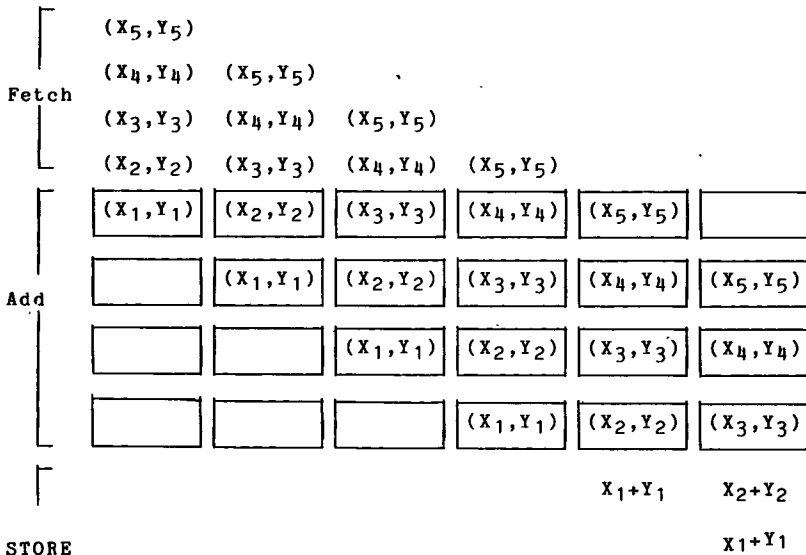 (X5,Y5)
(X4,Y4) (X5,Y5)
Fetch
(X3,Y3) (X4,Y4) (X5,Y5)
(X2,Y2) (X3,Y3) (X4,Y4) (X5,Y5)
(X1,Y1) (X2,Y2) (X3,Y3) (X4,Y4) (X5,Y5)
(X1,Y1) (X2,Y2) (X3,Y3) (X4,Y4) (X5,Y5)
Add
(X1,Y1) (X2,Y2) (X3,Y3) (X4,Y4)
(X1,Y1) (X2,Y2) (X3,Y3)
X1+Y1 X2+Y2
STORE X1+Y1